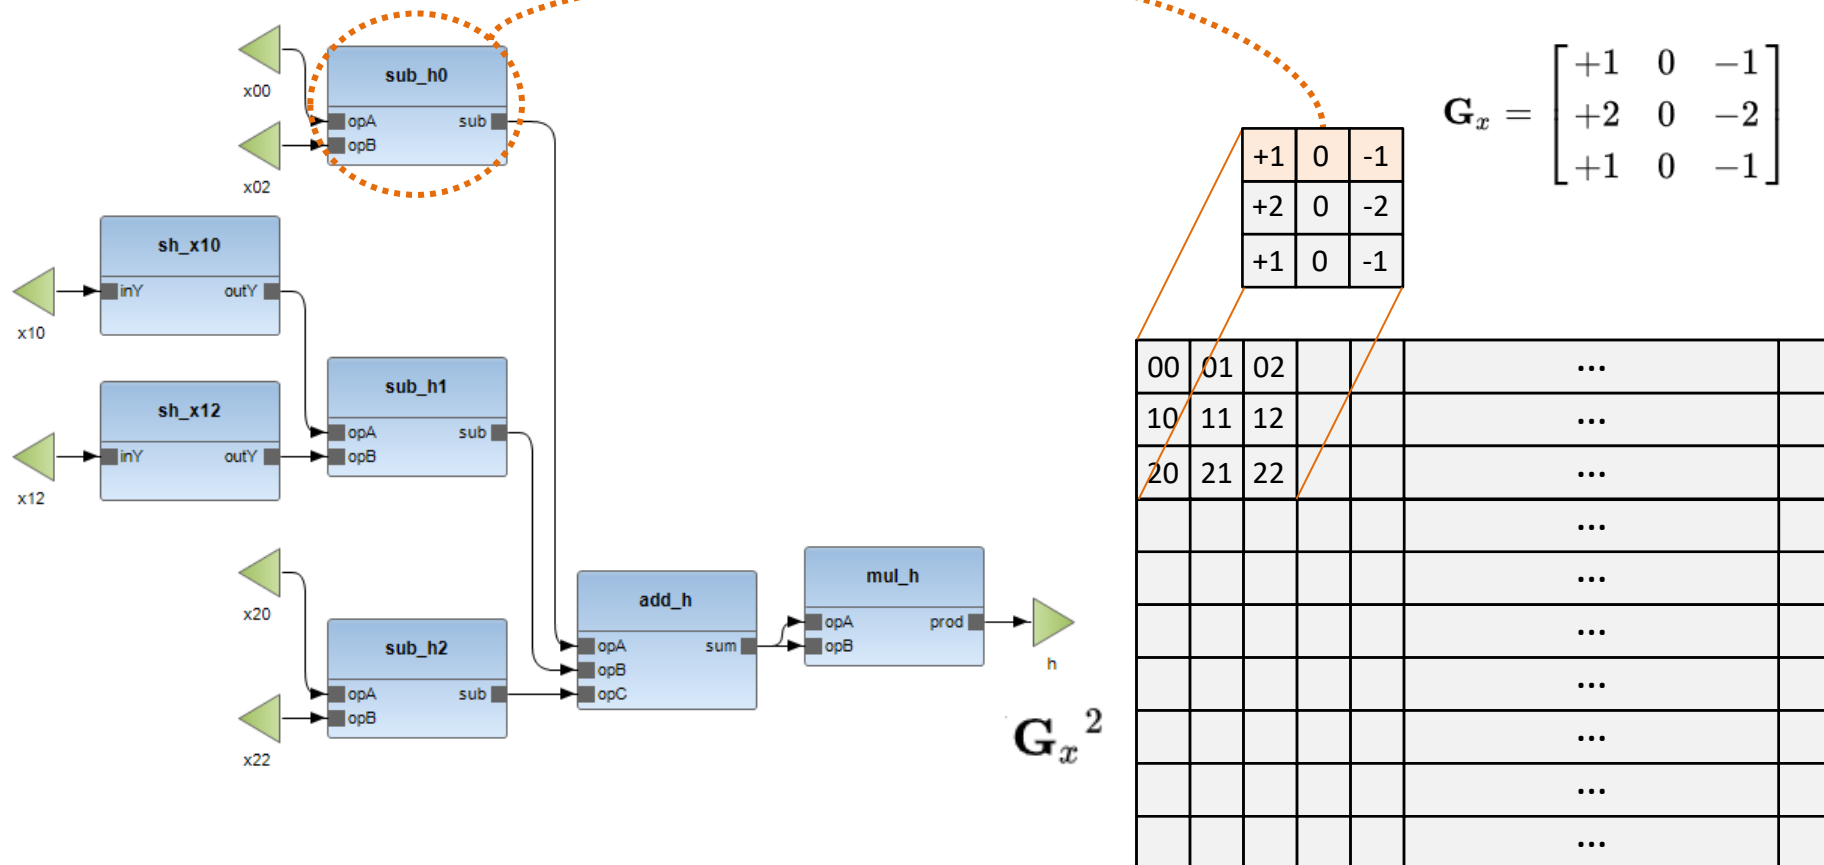 sub_h0
x00
opA sub
opB
x02
sh_x10
inY outY
x10
sub_h1
opA sub
opB
sh_x12
inY outY
x12
x20
sub_h2
opA sub
opB
x22
add_h
opA sum
opB
opC
mul_h
opA prod
opB
h
Gₓ²
+1 0 -1
+2 0 -2
+1 0 -1
Gₓ = [+1 0 −1
+2 0 −2
+1 0 −1]
00 01 02 ...
10 11 12 ...
20 21 22 ...
...
...
...
...
...
...
...